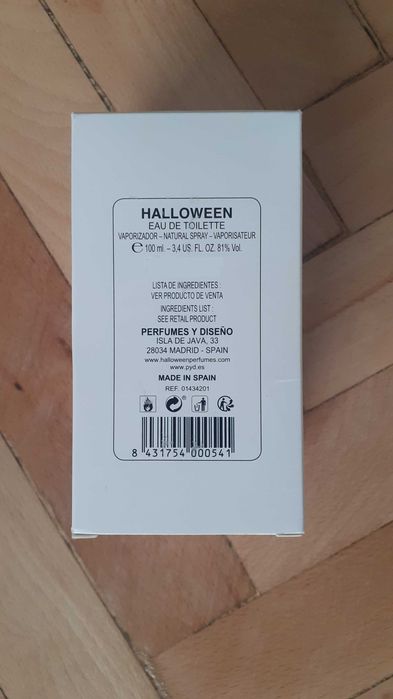 HALLOWEEN
EAU DE TOILETTE
VAPORIZADOR – NATURAL SPRAY – VAPORISATEUR
℮ 100 ml. – 3,4 US. FL. OZ. 81% Vol.
LISTA DE INGREDIENTES :
VER PRODUCTO DE VENTA
INGREDIENTS LIST :
SEE RETAIL PRODUCT
PERFUMES Y DISEÑO
ISLA DE JAVA, 33
28034 MADRID - SPAIN
www.halloweenperfumes.com
www.pyd.es
MADE IN SPAIN
REF. 01434201
8 431754 000541